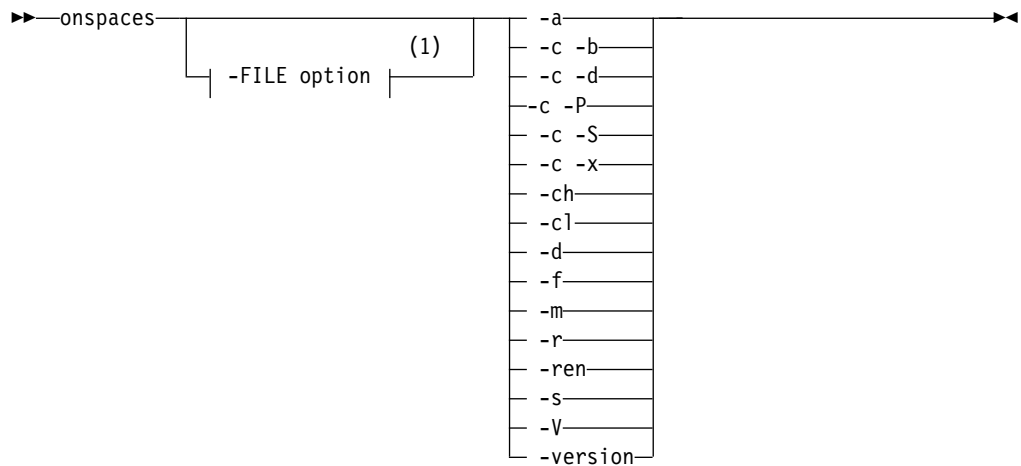 onspaces -a
(1) -c -b
-FILE option -c -d
-c -P
-c -S
-c -x
-ch
-cl
-d
-f
-m
-r
-ren
-s
-V
-version